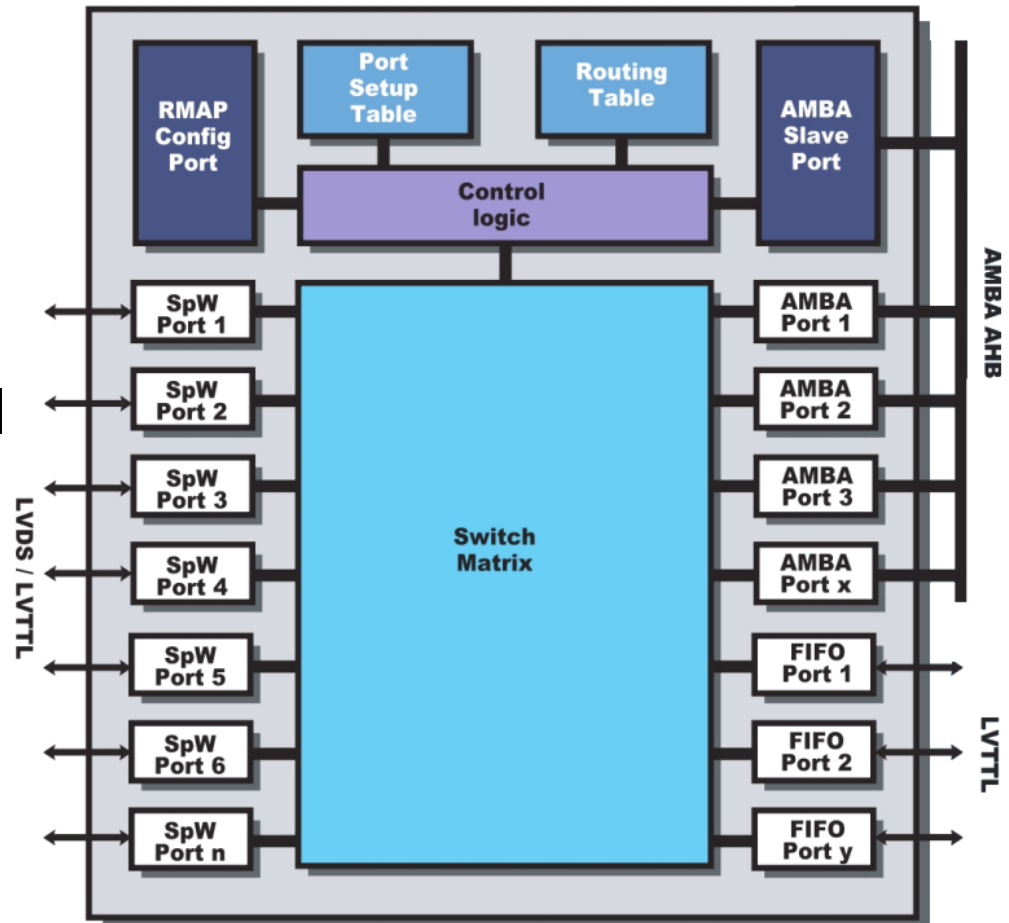 RMAP
Config
Port
Port
Setup
Table
Routing
Table
AMBA
Slave
Port
Control
logic
SpW
Port 1
SpW
Port 2
SpW
Port 3
SpW
Port 4
SpW
Port 5
SpW
Port 6
SpW
Port n
Switch
Matrix
AMBA
Port 1
AMBA
Port 2
AMBA
Port 3
AMBA
Port x
FIFO
Port 1
FIFO
Port 2
FIFO
Port y
LVDS / LVTTL
AMBA AHB
LVTTL